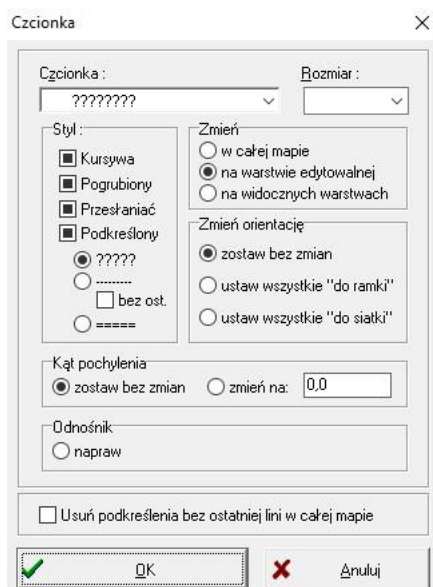 Czcionka
Czcionka :
Rozmiar :
????????
Styl :
Kursywa
Pogrubiony
Przesłaniać
Podkreślony
?????
---------
bez ost.
=====
Zmień
w całej mapie
na warstwie edytowalnej
na widocznych warstwach
Zmień orientację
zostaw bez zmian
ustaw wszystkie "do ramki"
ustaw wszystkie "do siatki"
Kąt pochylenia
zostaw bez zmian
zmień na:
0,0
Odnośnik
napraw
Usuń podkreślenia bez ostatniej lini w całej mapie
OK
Anuluj